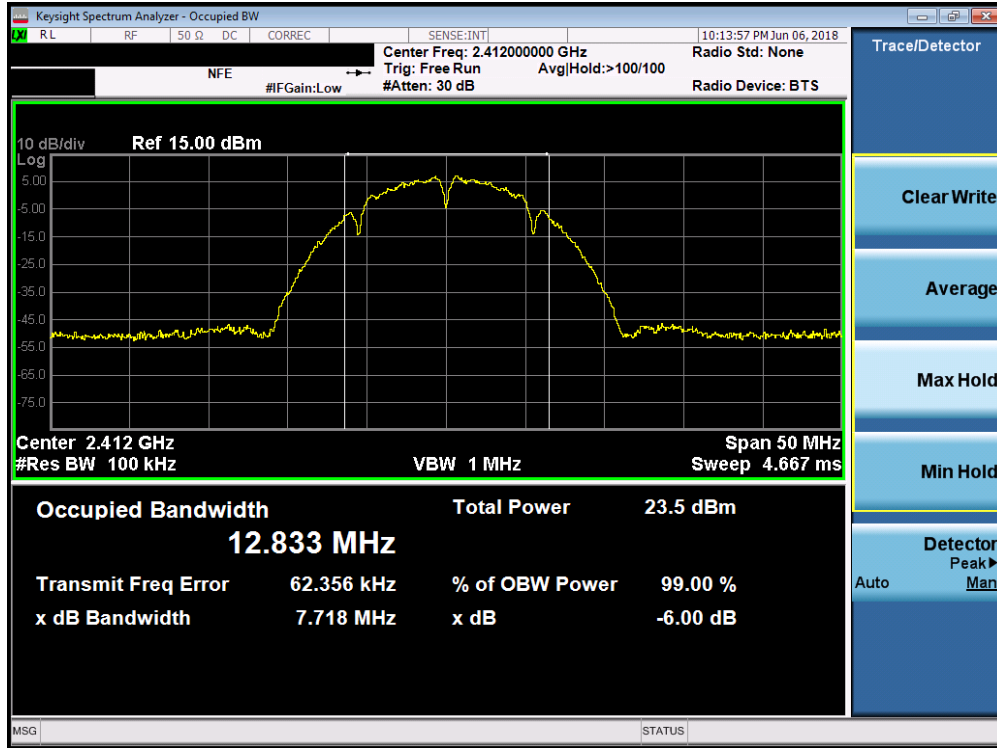 Keysight Spectrum Analyzer - Occupied BW
LXI RL RF 50 Ω DC CORREC SENSE:INT 10:13:57 PM Jun 06, 2018
Center Freq: 2.412000000 GHz Radio Std: None
NFE Trig: Free Run Avg|Hold:>100/100
#IFGain:Low #Atten: 30 dB Radio Device: BTS
10 dB/div Ref 15.00 dBm
Log
5.00
-5.00
-15.0
-25.0
-35.0
-45.0
-55.0
-65.0
-75.0
Center 2.412 GHz Span 50 MHz
#Res BW 100 kHz VBW 1 MHz Sweep 4.667 ms
Occupied Bandwidth Total Power 23.5 dBm
12.833 MHz
Transmit Freq Error 62.356 kHz % of OBW Power 99.00 %
x dB Bandwidth 7.718 MHz x dB -6.00 dB
MSG STATUS
Trace/Detector
Clear Write
Average
Max Hold
Min Hold
Detector
Peak▶
Auto Man